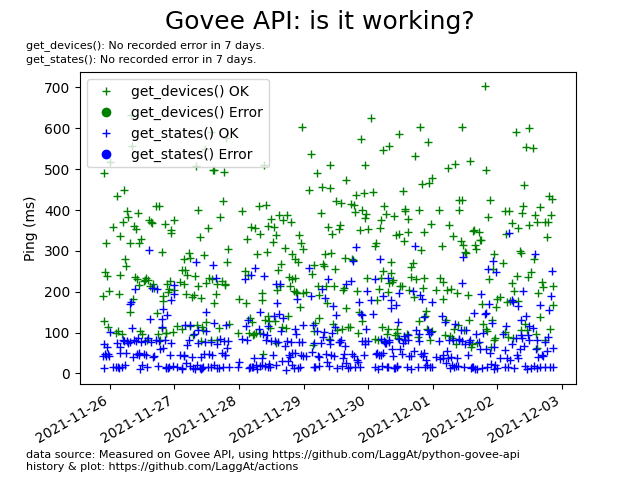 Govee API: is it working?
get_devices(): No recorded error in 7 days.
get_states(): No recorded error in 7 days.
get_devices() OK
get_devices() Error
get_states() OK
get_states() Error
Ping (ms)
700
600
500
400
300
200
100
0
2021-11-26
2021-11-27
2021-11-28
2021-11-29
2021-11-30
2021-12-01
2021-12-02
2021-12-03
data source: Measured on Govee API, using https://github.com/LaggAt/python-govee-api
history & plot: https://github.com/LaggAt/actions